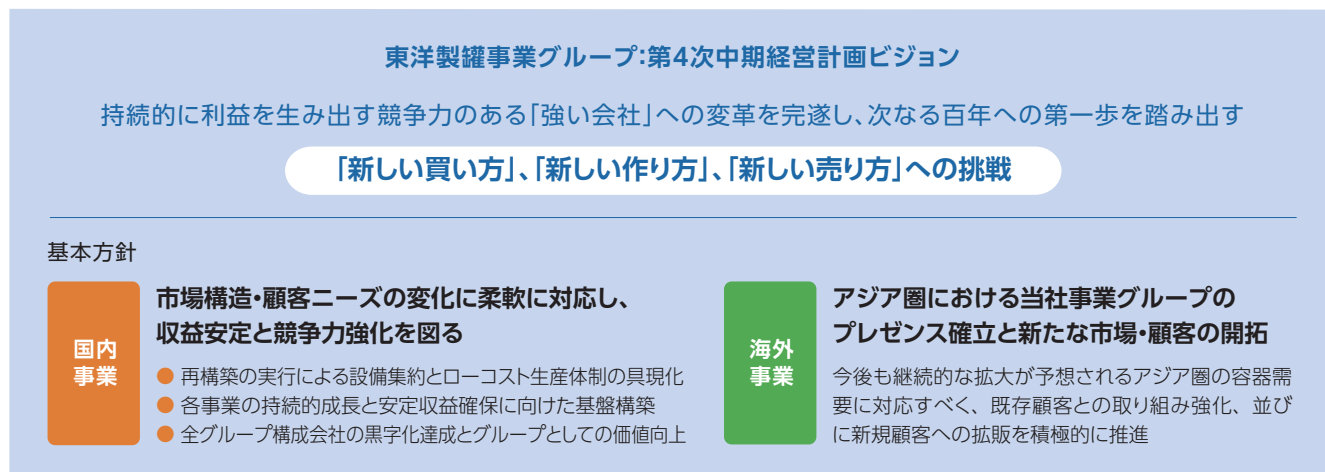 東洋製罐事業グループ:第4次中期経営計画ビジョン
持続的に利益を生み出す競争力のある「強い会社」への変革を完遂し、次なる百年への第一歩を踏み出す
「新しい買い方」、「新しい作り方」、「新しい売り方」への挑戦
基本方針
国内
事業
市場構造・顧客ニーズの変化に柔軟に対応し、
収益安定と競争力強化を図る
● 再構築の実行による設備集約とローコスト生産体制の具現化
● 各事業の持続的成長と安定収益確保に向けた基盤構築
● 全グループ構成会社の黒字化達成とグループとしての価値向上
海外
事業
アジア圏における当社事業グループの
プレゼンス確立と新たな市場・顧客の開拓
今後も継続的な拡大が予想されるアジア圏の容器需
要に対応すべく、既存顧客との取り組み強化、並び
に新規顧客への拡販を積極的に推進